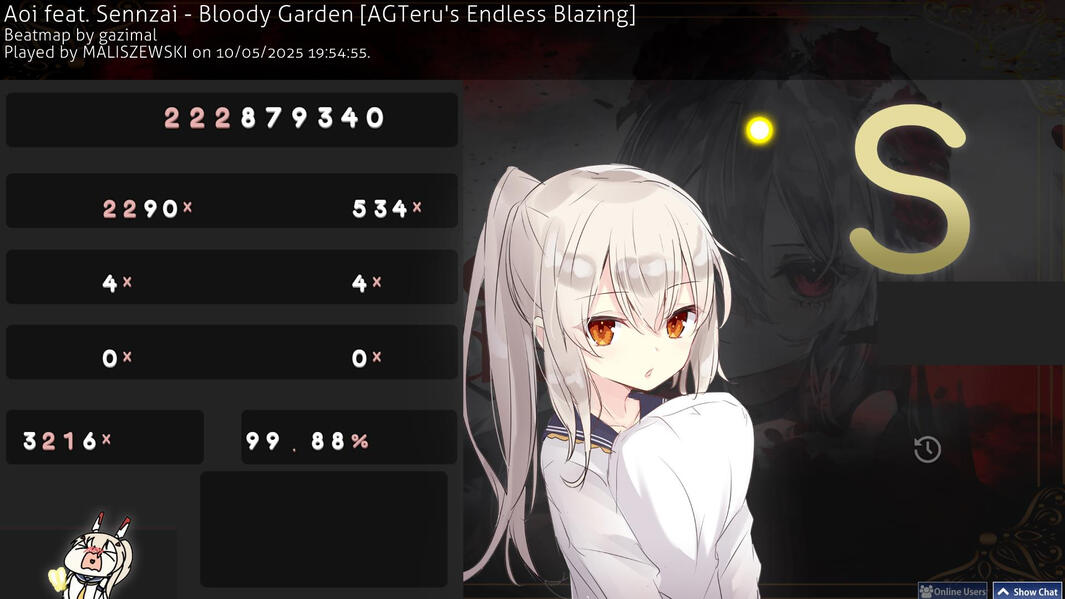 Aoi feat. Sennzai - Bloody Garden [AGTeru's Endless Blazing]
Beatmap by gazimal
Played by MALISZEWSKI on 10/05/2025 19:54:55.
222879340
S
2290x 534x
4x 4x
0x 0x
3216x 99.88%
Online Users
Show Chat